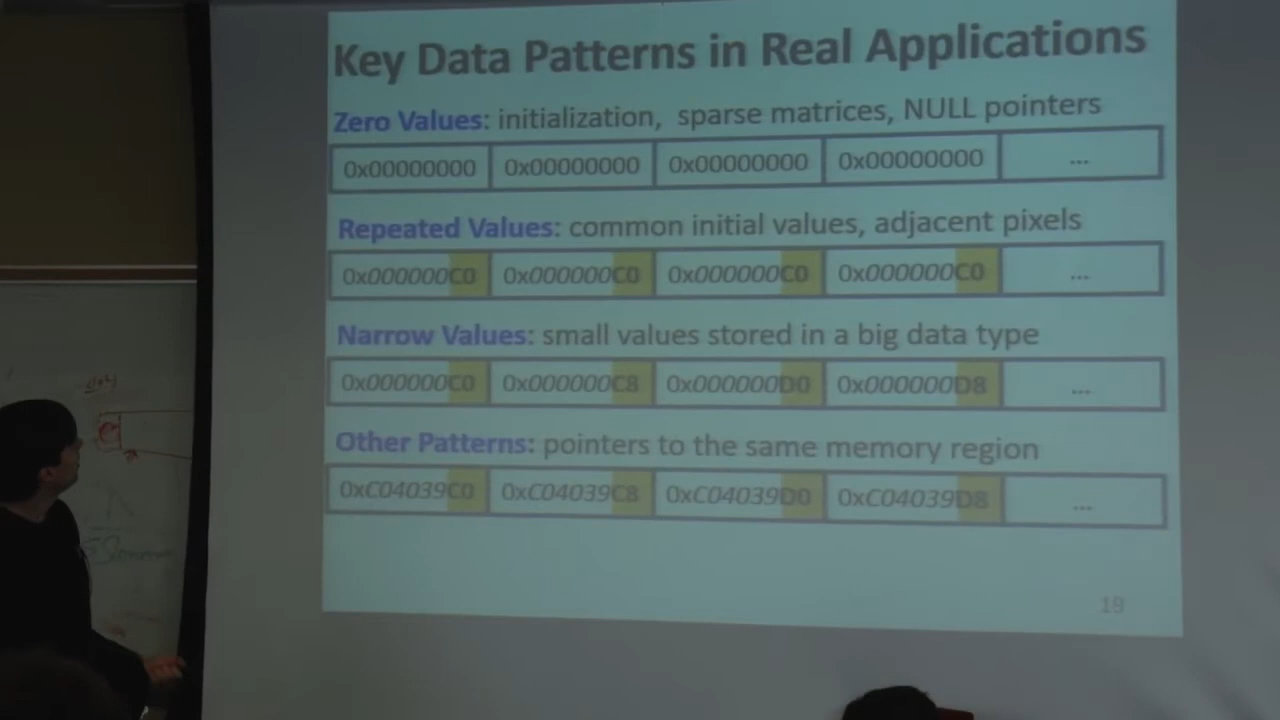 Key Data Patterns in Real Applications
Zero Values: initialization, sparse matrices, NULL pointers
0x00000000 0x00000000 0x00000000 0x00000000 ...
Repeated Values: common initial values, adjacent pixels
0x000000C0 0x000000C0 0x000000C0 0x000000C0 ...
Narrow Values: small values stored in a big data type
0x000000C0 0x000000C8 0x000000D0 0x000000D8 ...
Other Patterns: pointers to the same memory region
0xC04039C0 0xC04039C8 0xC04039D0 0xC04039D8 ...